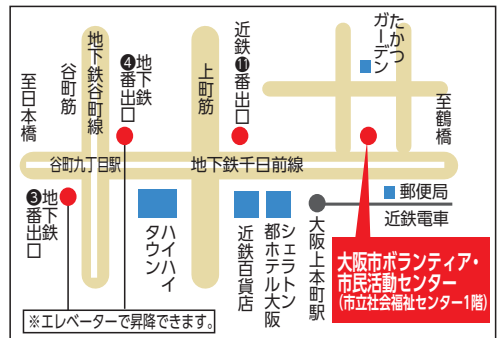 至日本橋
谷町筋
地下鉄谷町線
地下鉄
❹番出口
上町筋
近鉄⓫番出口
たかつ
ガーデン
至鶴橋
谷町九丁目駅
地下鉄千日前線
地下鉄
❸番出口
ハイハイ
タウン
近鉄百貨店
シェラトン
都ホテル大阪
大阪上本町駅
郵便局
近鉄電車
大阪市ボランティア・
市民活動センター
(市立社会福祉センター1階)
※エレベーターで昇降できます。